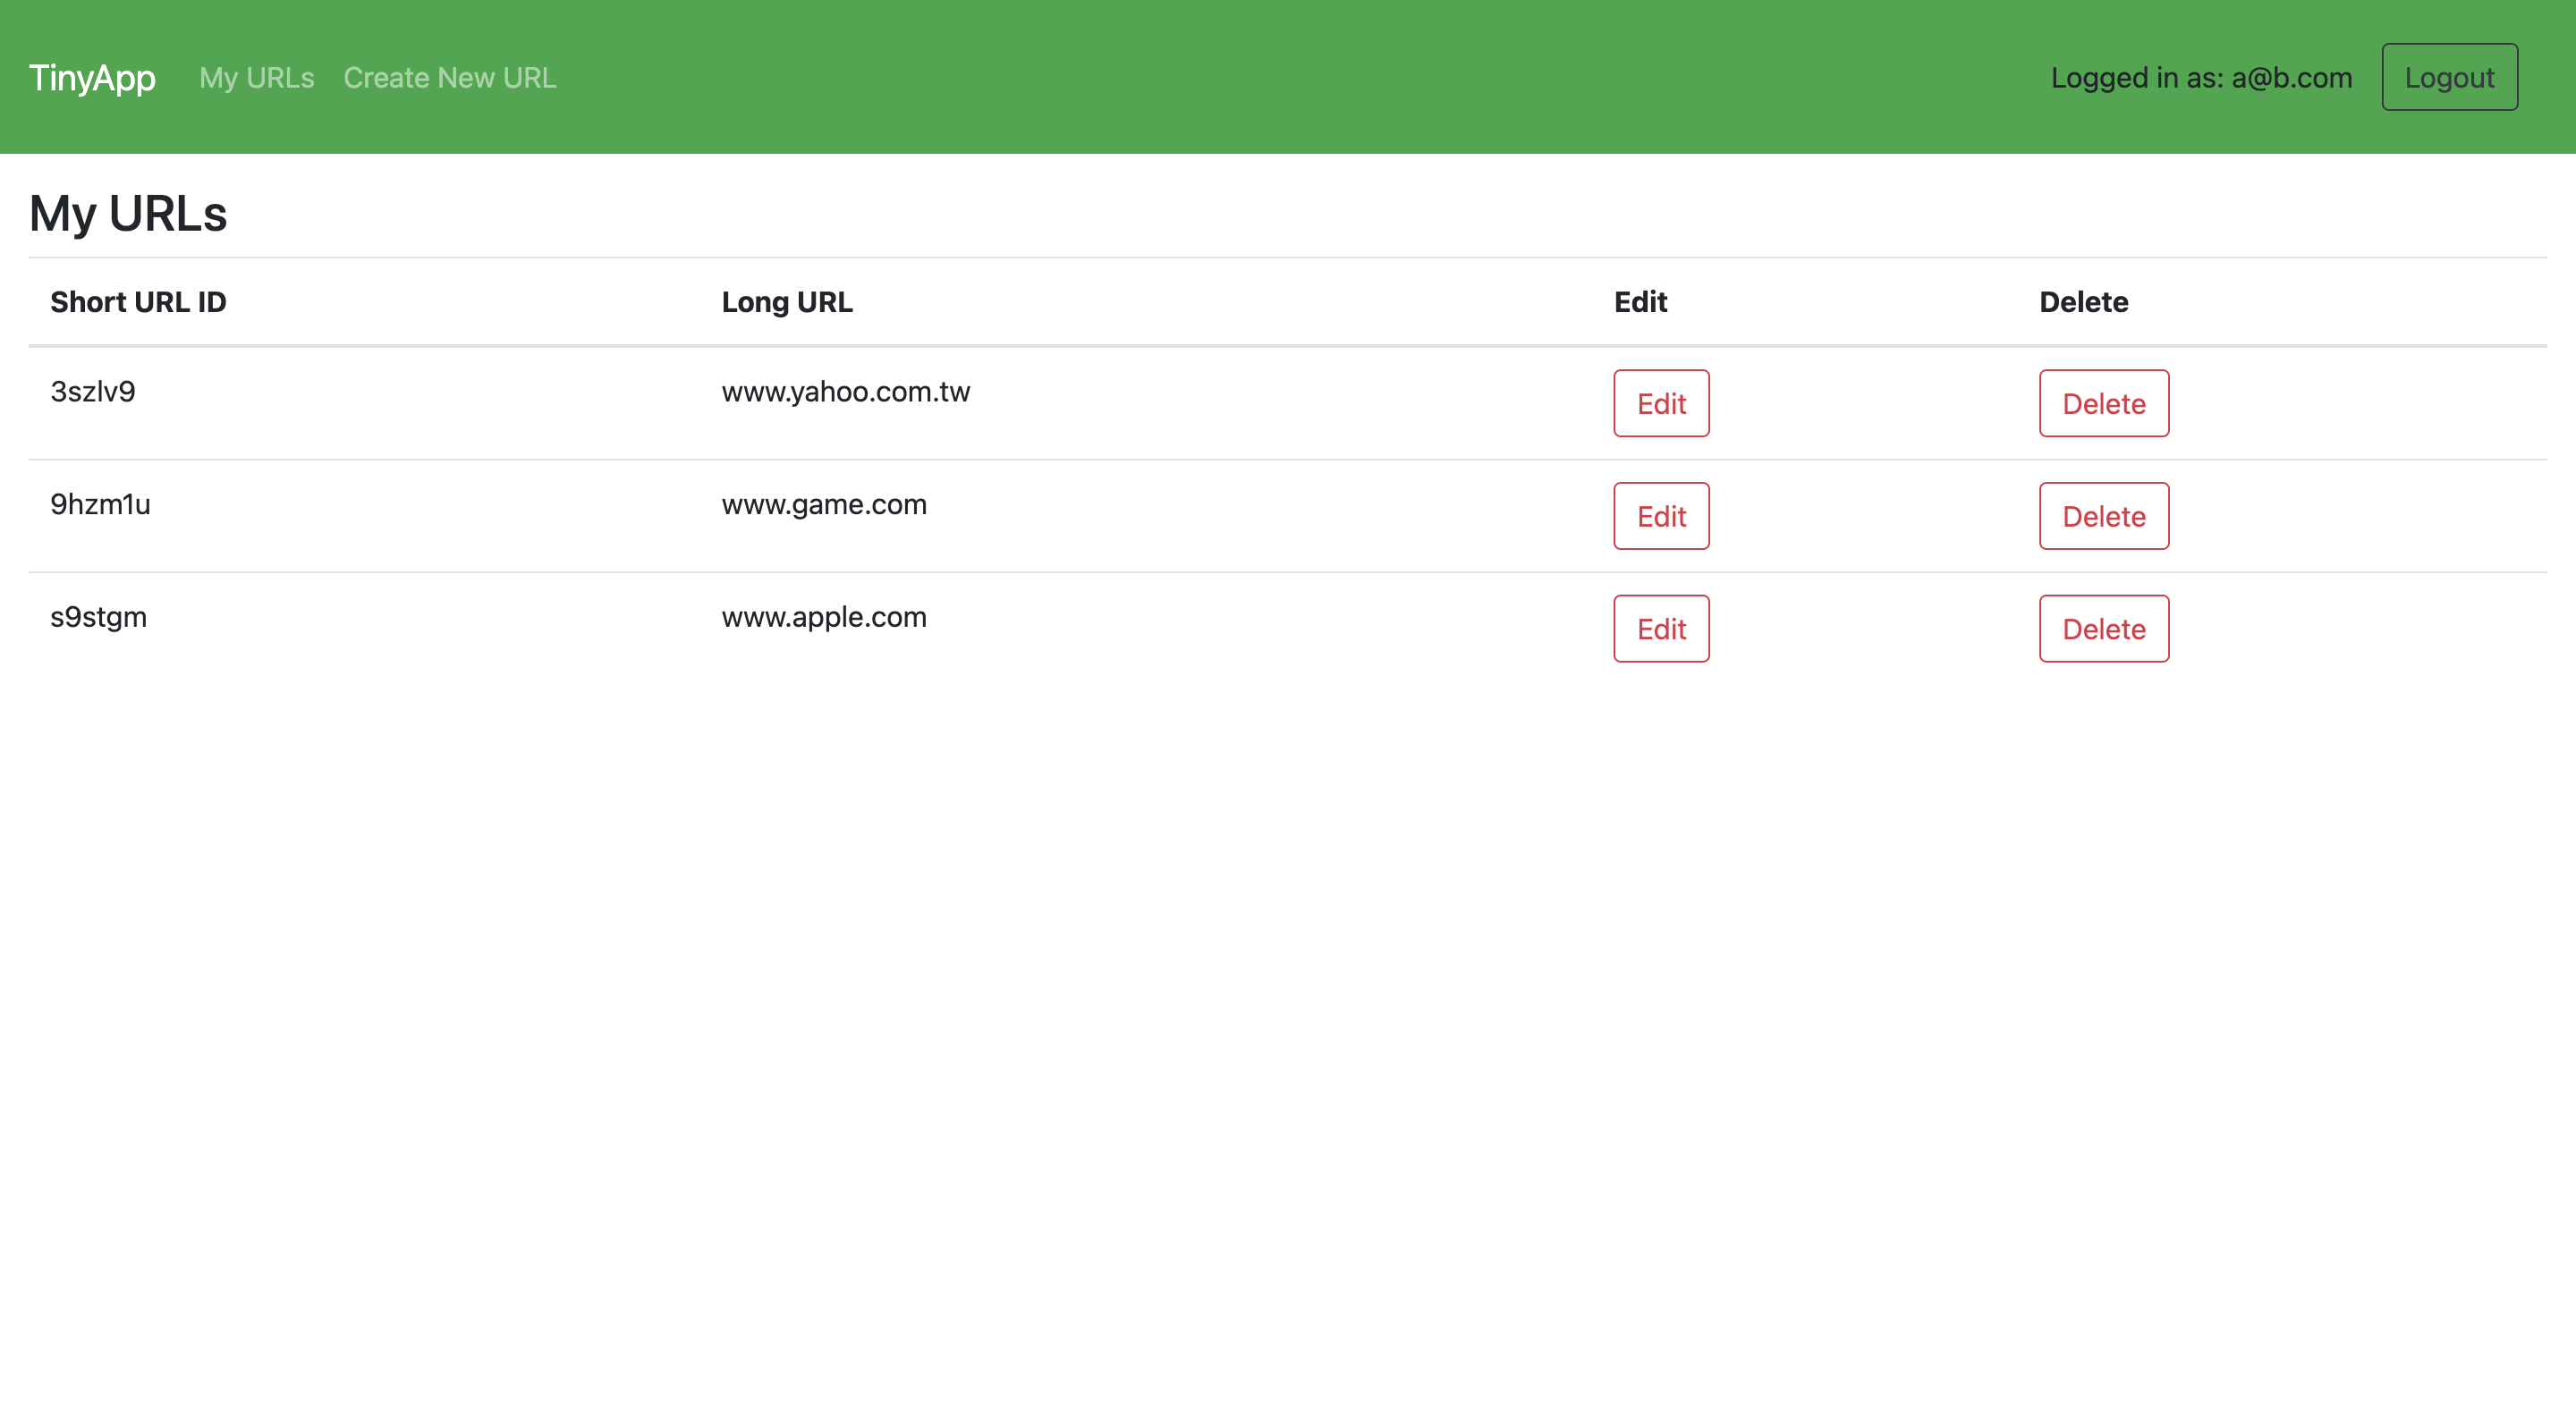 TinyApp My URLs Create New URL Logged in as: a@b.com Logout
My URLs
Short URL ID Long URL Edit Delete
3szlv9 www.yahoo.com.tw Edit Delete
9hzm1u www.game.com Edit Delete
s9stgm www.apple.com Edit Delete